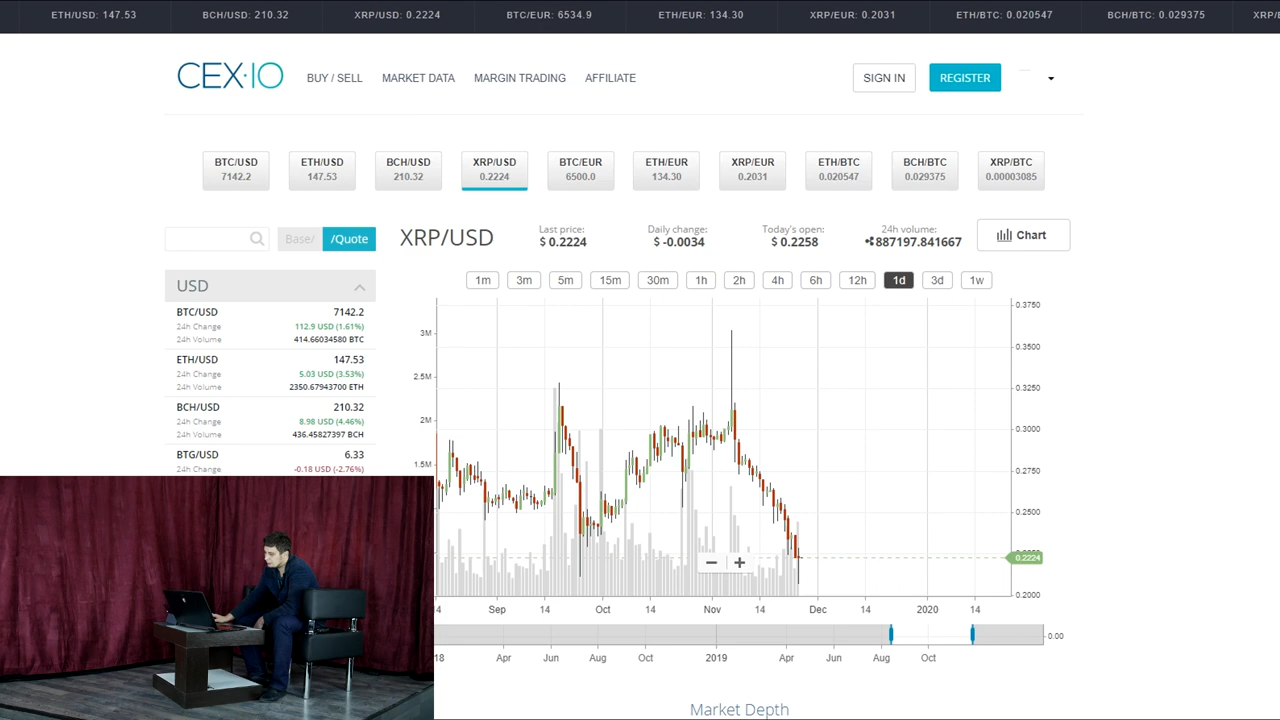 ETH/USD: 147.53 BCH/USD: 210.32 XRP/USD: 0.2224 BTC/EUR: 6534.9 ETH/EUR: 134.30 XRP/EUR: 0.2031 ETH/BTC: 0.020547 BCH/BTC: 0.029375
CEX·IO BUY / SELL MARKET DATA MARGIN TRADING AFFILIATE SIGN IN REGISTER
BTC/USD ETH/USD BCH/USD XRP/USD BTC/EUR ETH/EUR XRP/EUR ETH/BTC BCH/BTC XRP/BTC
7142.2 147.53 210.32 0.2224 6500.0 134.30 0.2031 0.020547 0.029375 0.00003085
Base/ /Quote
XRP/USD
Last price: Daily change: Today's open: 24h volume:
$ 0.2224 $ -0.0034 $ 0.2258 887197.841667
Chart
1m 3m 5m 15m 30m 1h 2h 4h 6h 12h 1d 3d 1w
USD
BTC/USD 7142.2
24h Change 112.9 USD (1.61%)
24h Volume 414.66034580 BTC
ETH/USD 147.53
24h Change 5.03 USD (3.53%)
24h Volume 2350.67943700 ETH
BCH/USD 210.32
24h Change 8.98 USD (4.46%)
24h Volume 436.45827397 BCH
BTG/USD 6.33
24h Change -0.18 USD (-2.76%)
3M
2.5M
2M
1.5M
0.3750
0.3500
0.3250
0.3000
0.2750
0.2500
0.2224
0.2000
− +
Sep 14 Oct 14 Nov 14 Dec 14 2020 14
0.00
18 Apr Jun Aug Oct 2019 Apr Jun Aug Oct
Market Depth